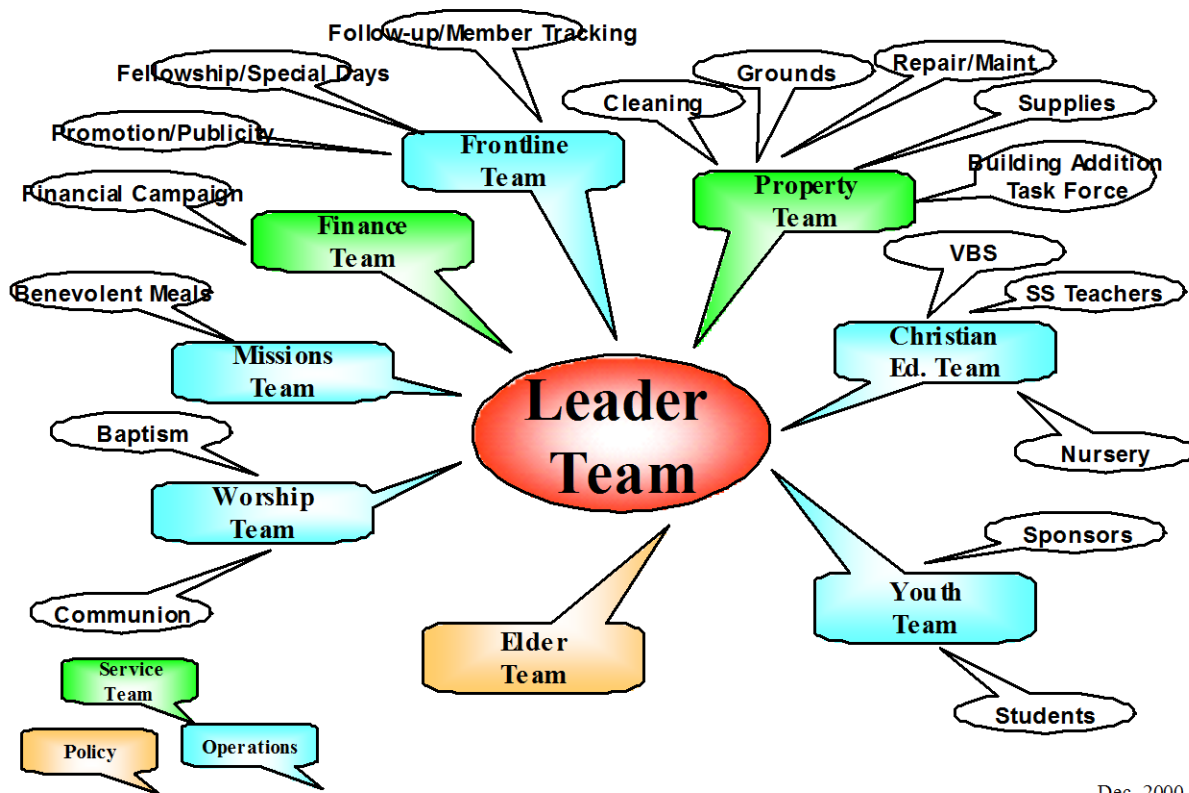 Follow-up/Member Tracking
Fellowship/Special Days
Promotion/Publicity
Financial Campaign
Benevolent Meals
Baptism
Communion
Frontline
Team
Finance
Team
Missions
Team
Worship
Team
Cleaning
Grounds
Repair/Maint.
Supplies
Building Addition
Task Force
Property
Team
VBS
SS Teachers
Christian
Ed. Team
Nursery
Leader
Team
Sponsors
Youth
Team
Students
Elder
Team
Service
Team
Policy
Operations
Dec. 2000